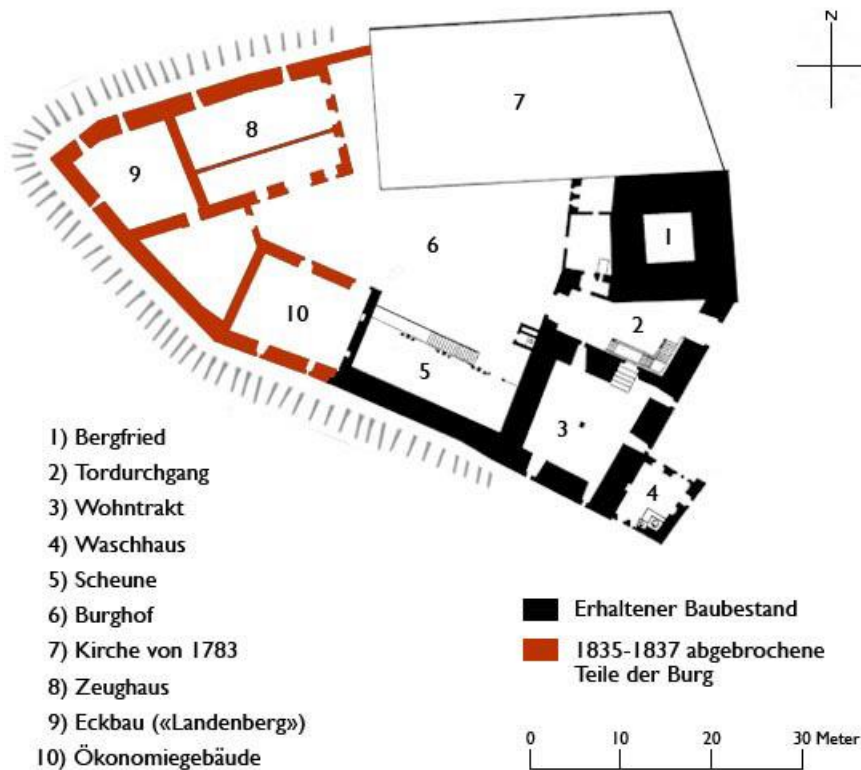 N
7
8
9
1
6
2
10
5
3
4
1) Bergfried
2) Tordurchgang
3) Wohntrakt
4) Waschhaus
5) Scheune
6) Burghof
7) Kirche von 1783
8) Zeughaus
9) Eckbau («Landenberg»)
10) Ökonomiegebäude
Erhaltener Baubestand
1835-1837 abgebrochene
Teile der Burg
0 10 20 30 Meter